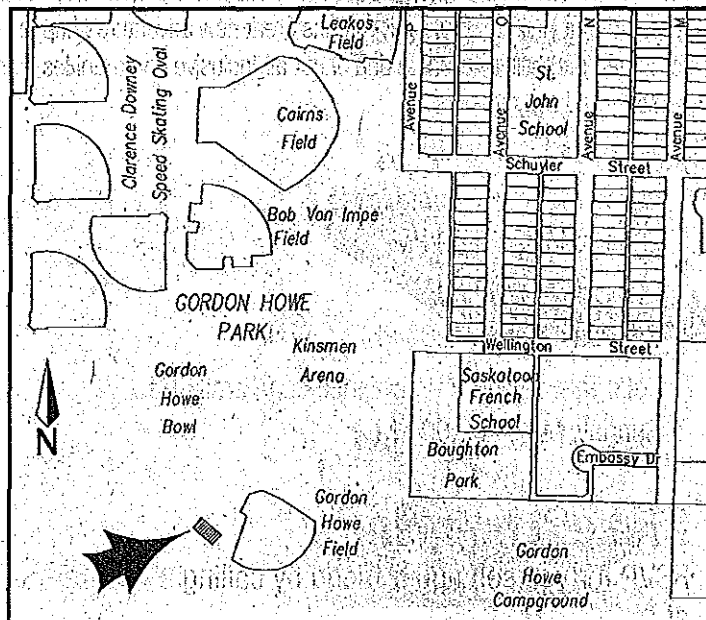 Leakos
Field
Clarence Downey
Speed Skating Oval
Cairns
Field
Avenue P
Avenue O
St.
John
School
Avenue N
Avenue M
Schuyler Street
Bob Van Impe
Field
GORDON HOWE
PARK
Kinsmen
Arena
Gordon
Howe
Bowl
N
Wellington Street
Saskatoon
French
School
Boughton
Park
Embassy Dr
Gordon
Howe
Field
Gordon
Howe
Campground